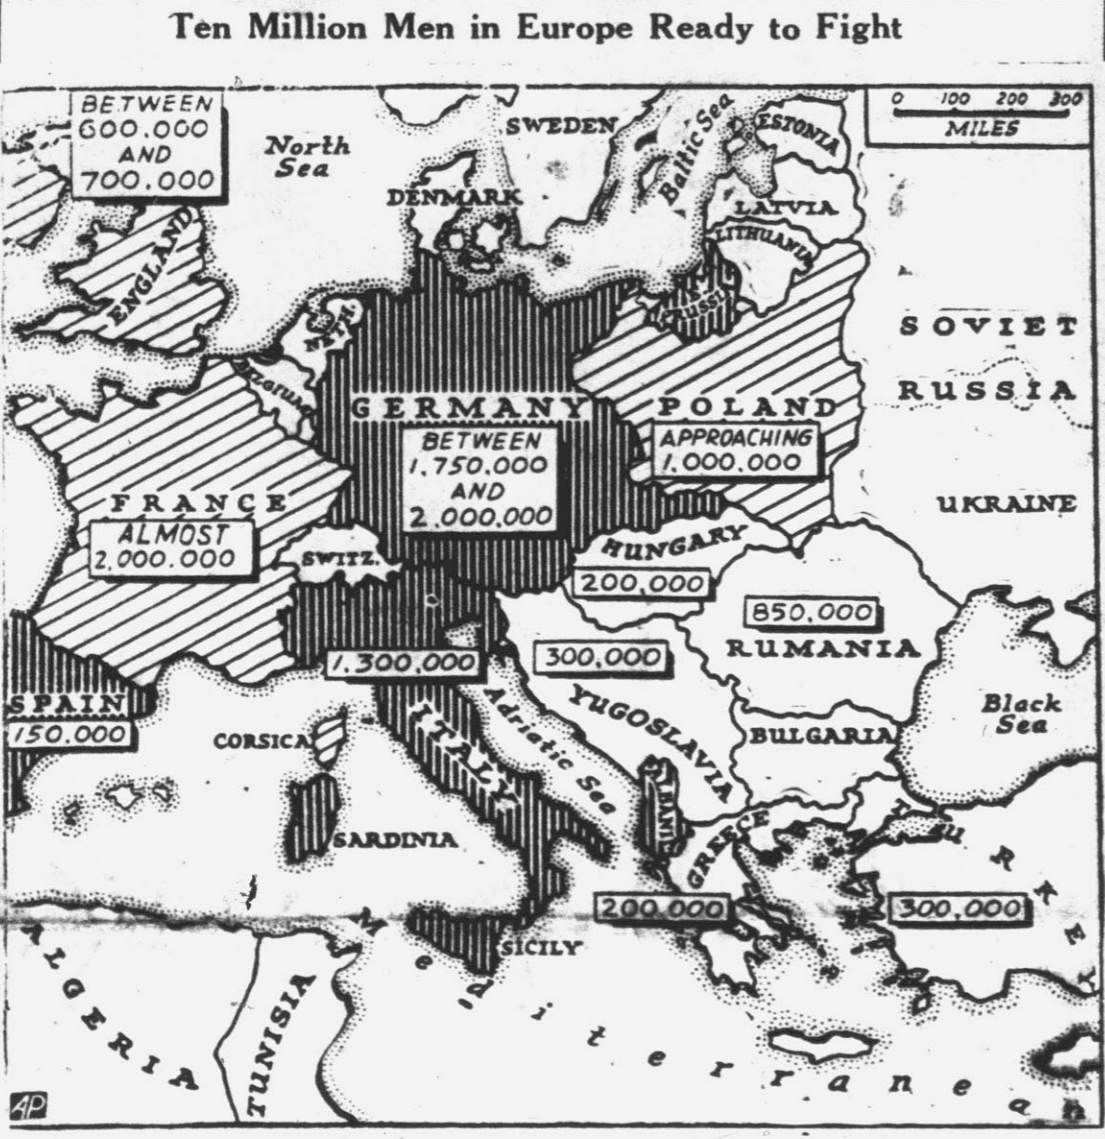 Ten Million Men in Europe Ready to Fight
BETWEEN
600.000
AND
700.000
North
Sea
SWEDEN
Baltic Sea
ESTONIA
0 100 200 300
MILES
DENMARK
LATVIA
LITHUANIA
ENGLAND
NETH.
PRUSSIA
SOVIET
RUSSIA
BELGIUM
GERMANY
BETWEEN
1.750.000
AND
2.000.000
POLAND
APPROACHING
1.000.000
UKRAINE
FRANCE
ALMOST
2,000.000
SWITZ.
HUNGARY
200,000
850,000
RUMANIA
1.300,000
300,000
SPAIN
150.000
CORSICA
ITALY
Adriatic Sea
YUGOSLAVIA
BULGARIA
Black
Sea
ALBANIA
GREECE
TURKEY
SARDINIA
200.000
300,000
SICILY
ALGERIA
TUNISIA
Mediterranean
AP